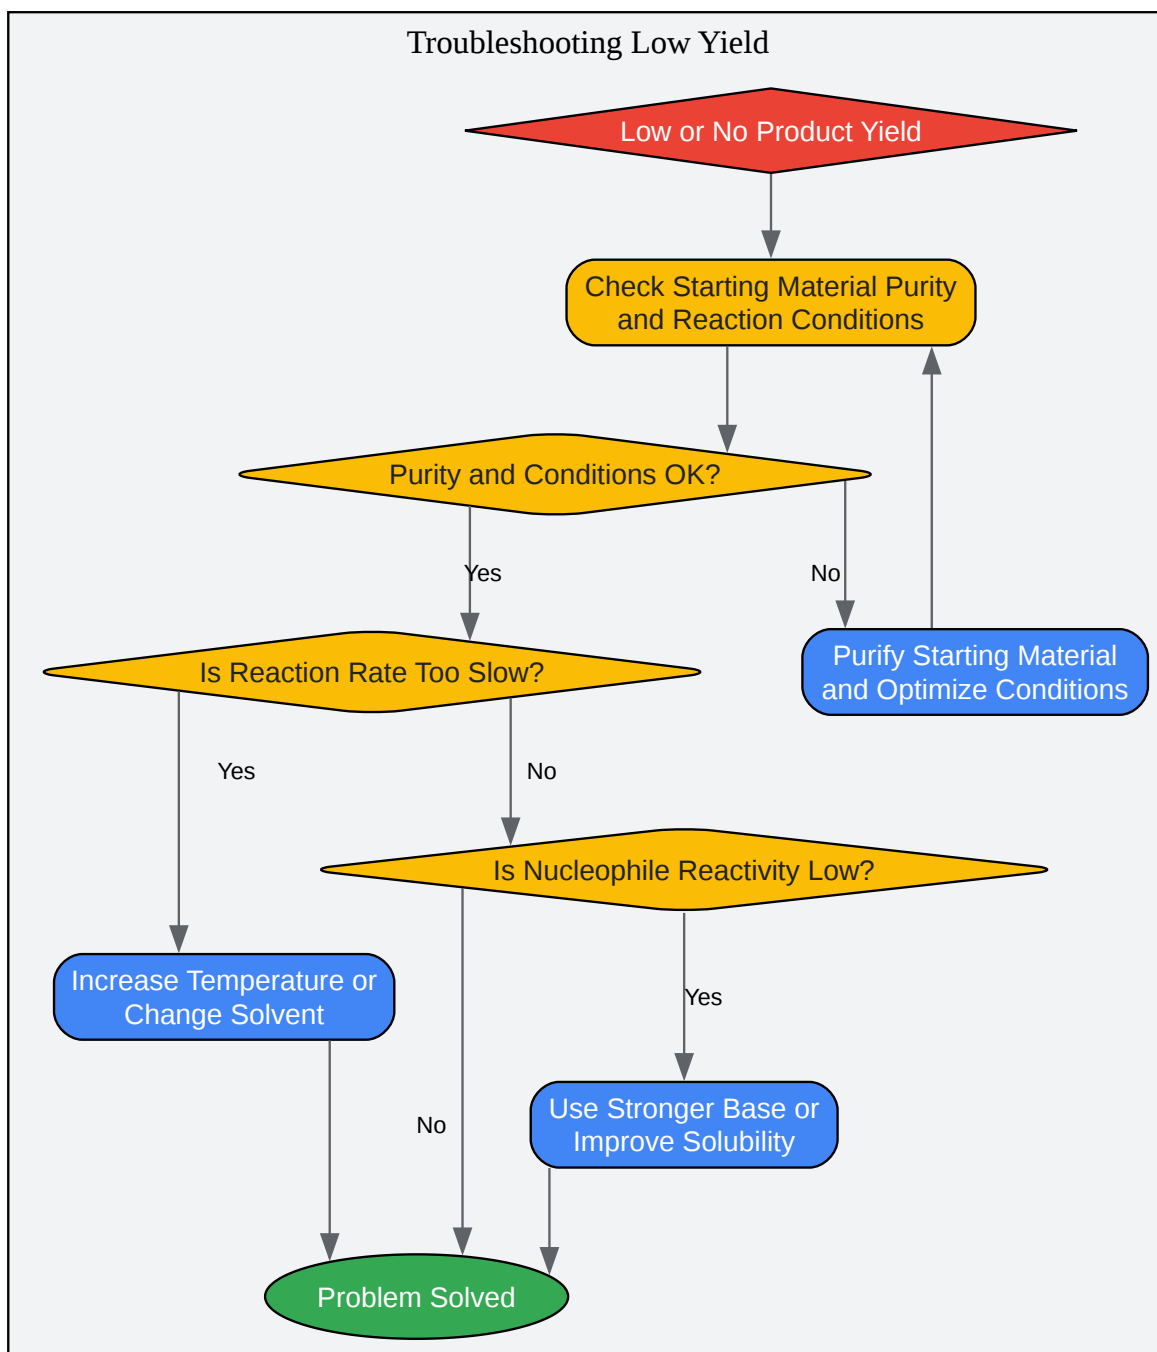 Troubleshooting Low Yield
Low or No Product Yield
Check Starting Material Purity
and Reaction Conditions
Purity and Conditions OK?
Yes
No
Is Reaction Rate Too Slow?
Purify Starting Material
and Optimize Conditions
Yes
No
Is Nucleophile Reactivity Low?
Increase Temperature or
Change Solvent
Yes
Use Stronger Base or
Improve Solubility
No
Problem Solved